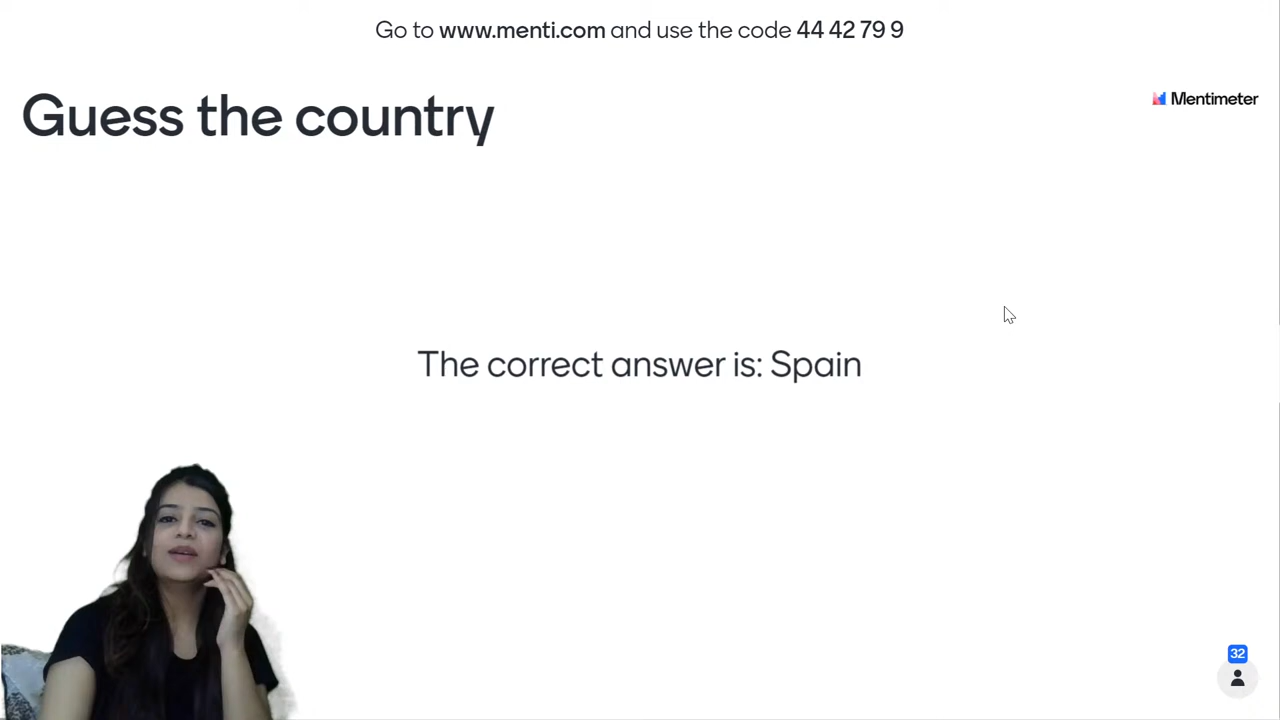 Go to www.menti.com and use the code 44 42 79 9
Guess the country
Mentimeter
The correct answer is: Spain
32